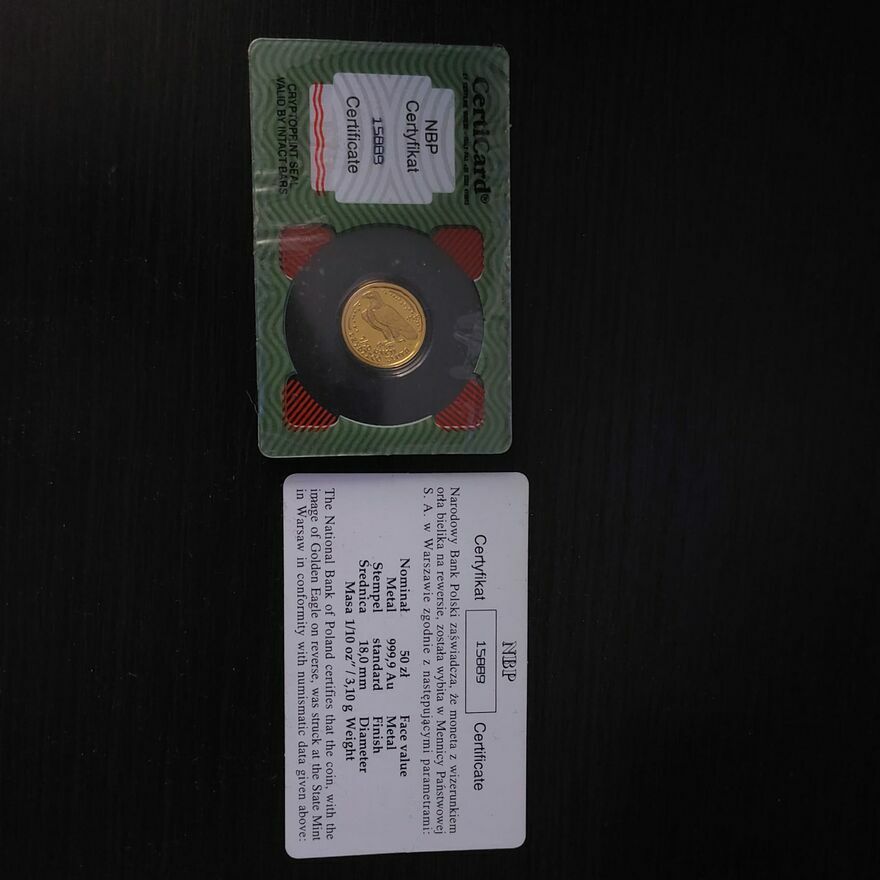 CertiCard®
NBP
Certyfikat
15889
Certificate
CRYPTOPRINT SEAL
VALID BY INTACT BARS
NBP
Certyfikat 15889 Certificate
Narodowy Bank Polski zaświadcza, że moneta z wizerunkiem
orła bielika na rewersie, została wybita w Mennicy Państwowej
S. A. w Warszawie zgodnie z następującymi parametrami:
Nominał 50 zł Face value
Metal 999,9 Au Metal
Stempel standard Finish
Średnica 18,0 mm Diameter
Masa 1/10 oz" / 3,10 g Weight
The National Bank of Poland certifies that the coin, with the
image of Golden Eagle on reverse, was struck at the State Mint
in Warsaw in conformity with numismatic data given above: